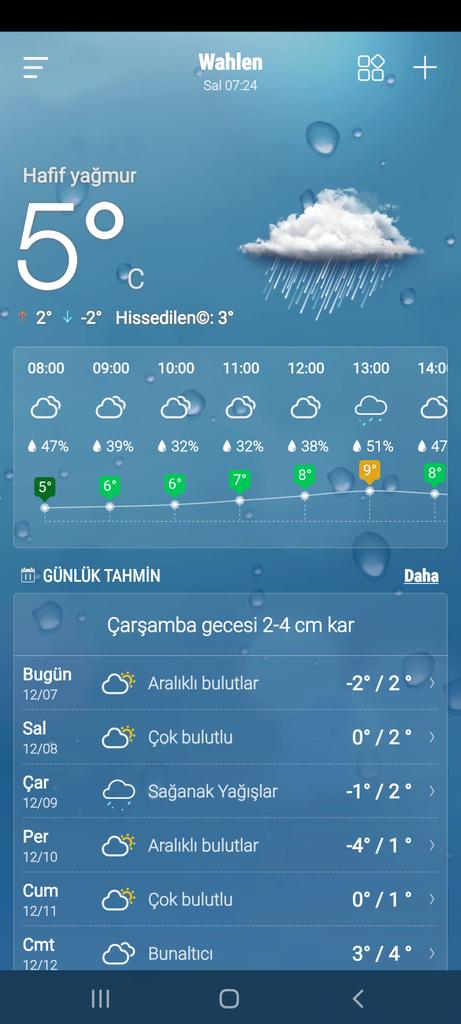 Wahlen
Sal 07:24
Hafif yağmur
5°
C
↑ 2° ↓ -2° Hissedilen©: 3°
08:00 09:00 10:00 11:00 12:00 13:00 14:0
47% 39% 32% 32% 38% 51% 47
5° 6° 6° 7° 8° 9° 8°
GÜNLÜK TAHMİN Daha
Çarşamba gecesi 2-4 cm kar
Bugün
12/07
Aralıklı bulutlar -2° / 2 °
Sal
12/08
Çok bulutlu 0° / 2 °
Çar
12/09
Sağanak Yağışlar -1° / 2 °
Per
12/10
Aralıklı bulutlar -4° / 1 °
Cum
12/11
Çok bulutlu 0° / 1 °
Cmt
12/12
Bunaltıcı 3° / 4 °